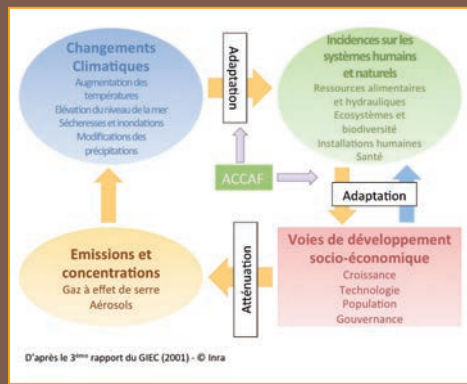 Changements
Climatiques
Augmentation des
températures
Elévation du niveau de la mer
Sécheresses et inondations
Modifications des
précipitations
Adaptation
Incidences sur les
systèmes humains
et naturels
Ressources alimentaires
et hydrauliques
Ecosystèmes et
biodiversité
Installations humaines
Santé
ACCAF
Adaptation
Emissions et
concentrations
Gaz à effet de serre
Aérosols
Atténuation
Voies de développement
socio-économique
Croissance
Technologie
Population
Gouvernance
D'après le 3ème rapport du GIEC (2001) - © Inra